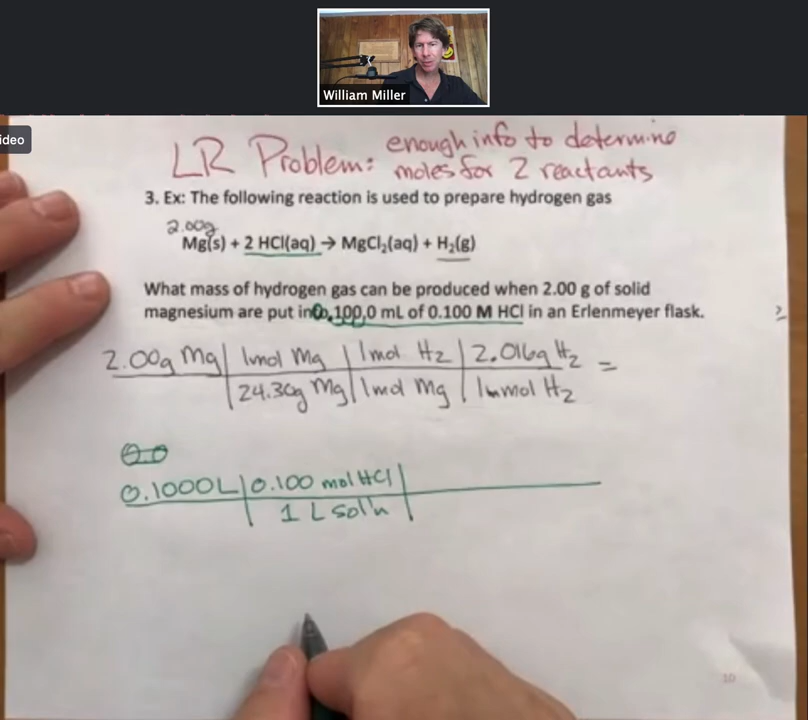 William Miller
ideo
LR Problem: enough info to determine
moles for 2 reactants
3. Ex: The following reaction is used to prepare hydrogen gas
2.00g
Mg(s) + 2 HCl(aq) → MgCl₂(aq) + H₂(g)
What mass of hydrogen gas can be produced when 2.00 g of solid
magnesium are put in 100.0 mL of 0.100 M HCl in an Erlenmeyer flask.
2.00g Mg | 1mol Mg | 1mol H₂ | 2.016g H₂ =
24.30g Mg | 1mol Mg | 1 mol H₂
0.1000L | 0.100 mol HCl |
1 L sol'n
10